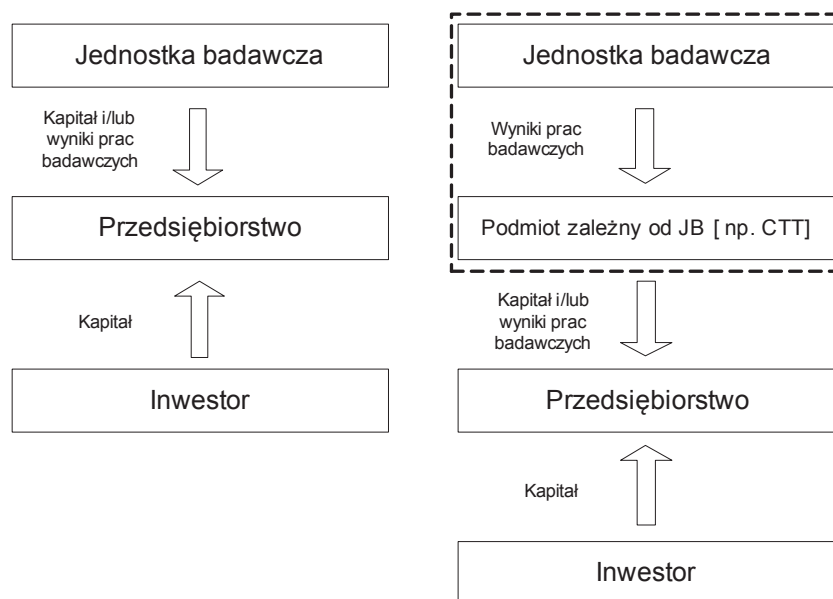 Jednostka badawcza
Kapitał i/lub
wyniki prac
badawczych
Przedsiębiorstwo
Kapitał
Inwestor
Jednostka badawcza
Wyniki prac
badawczych
Podmiot zależny od JB [ np. CTT]
Kapitał i/lub
wyniki prac
badawczych
Przedsiębiorstwo
Kapitał
Inwestor